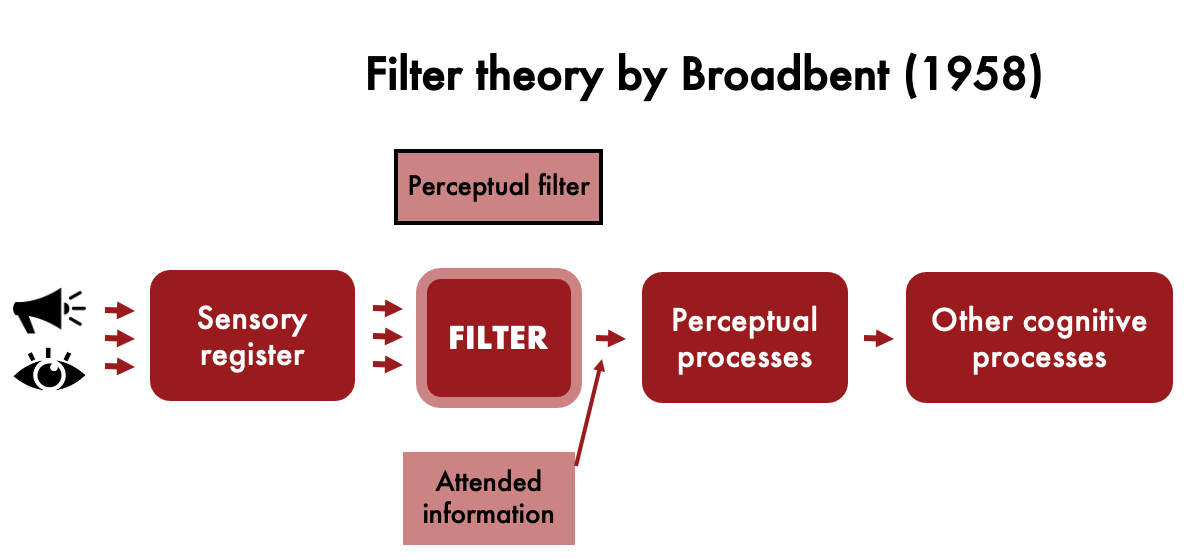 Filter theory by Broadbent (1958)
Perceptual filter
Sensory
register
FILTER
Perceptual
processes
Other cognitive
processes
Attended
information